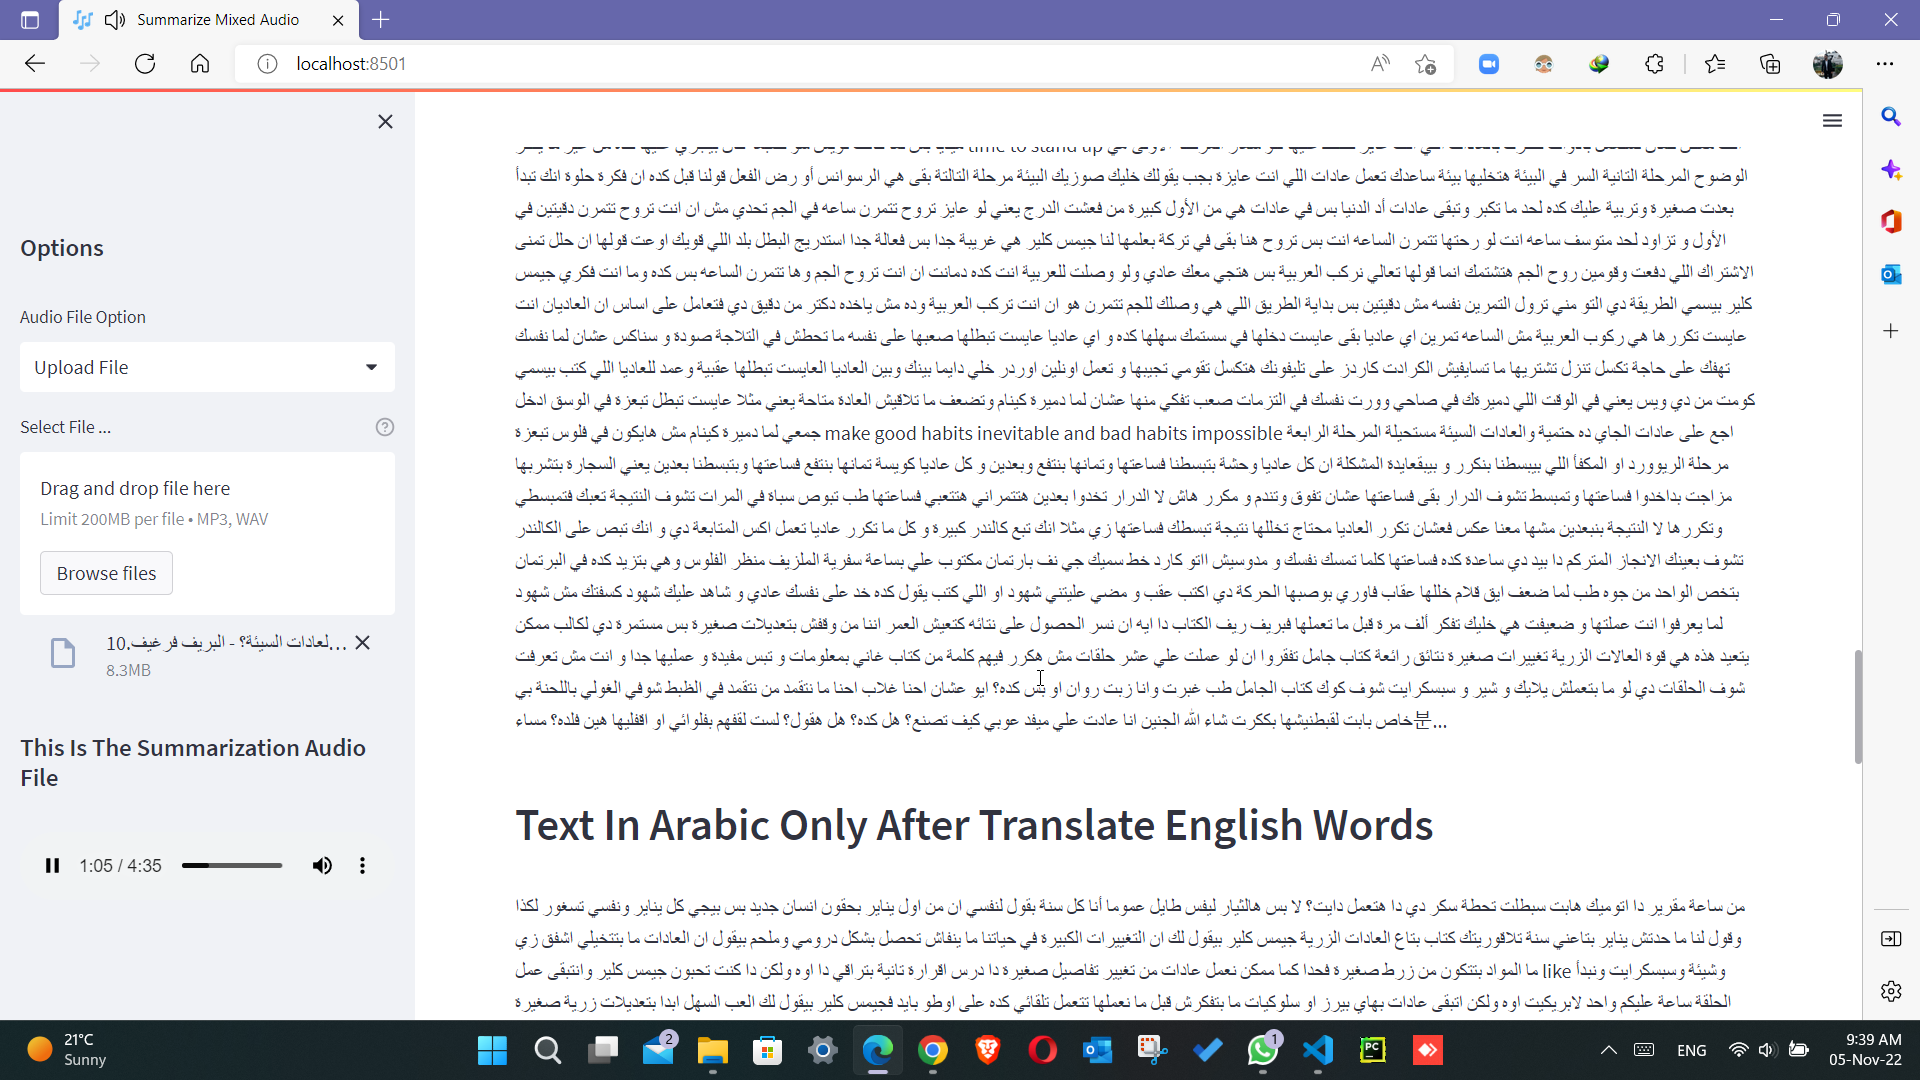 Summarize Mixed Audio
localhost:8501
Options
Audio File Option
Upload File
Select File ...
Drag and drop file here
Limit 200MB per file • MP3, WAV
Browse files
10.لعادات السيئة؟ - البريف فرغيف...
8.3MB
This Is The Summarization Audio
File
1:05 / 4:35
time to stand up
الوضوح المرحلة التانية السر في البيئة هتخليها بيئة ساعدك تعمل عادات اللي انت عايزة بجب يقولك خليك صوزيك البيئة مرحلة التالتة بقى هي الرسوانس أو رض الفعل قولنا قبل كده ان فكرة حلوة انك تبدأ
بعدت صغيرة وتربية عليك كده لحد ما تكبر وتبقى عادات أد الدنيا بس في عادات هي من الأول كبيرة من فعشت الدرج يعني لو عايز تروح تتمرن ساعه في الجم تحدي مش ان انت تروح تتمرن دقيتين في
الأول و تزاود لحد متوسف ساعه انت لو رحتها تتمرن الساعه انت بس تروح هنا بقى في تركة بعلمها لنا جيمس كلير هي غريبة جدا بس فعالة جدا استدريج البطل بلد اللي قويك اوعت قولها ان حلل تمنى
الاشتراك اللي دفعت وقومين روح الجم هتشتمك انما قولها تعالي نركب العربية بس هتجي معك عادي ولو وصلت للعربية انت كده دمانت ان انت تروح الجم وها تتمرن الساعه بس كده وما انت فكري جيمس
كلير بيسمي الطريقة دي التو مني ترول التمرين نفسه مش دقيتين بس بداية الطريق اللي هي وصلك للجم تتمرن هو ان انت تركب العربية وده مش ياخده دكتر من دقيق دي فتعامل على اساس ان العاديان انت
عايست تكررها هي ركوب العربية مش الساعه تمرين اي عاديا بقى عايست دخلها في سستمك سهلها كده و اي عاديا عايست تبطلها صعبها على نفسه ما تحطش في التلاجة صودة و سناكس عشان لما نفسك
تهفك على حاجة تكسل تنزل تشتريها ما تسايفيش الكرادت كاردز على تليفونك هتكسل تقومي تجيبها و تعمل اونلين اوردر خلي دايما بينك وبين العاديا العايست تبطلها عقبية وعمد للعاديا اللي كتب بيسمي
كومت من دي ويس يعني في الوقت اللي دميرةك في صاحي وورت نفسك في التزمات صعب تفكي منها عشان لما دميرة كينام وتضعف ما تلاقيش العادة متاحة يعني مثلا عايست تبطل تبعزة في الوسق ادخل
جمعي لما دميرة كينام مش هايكون في فلوس تبعزة make good habits inevitable and bad habits impossible اجع على عادات الجاي ده حتمية والعادات السيئة مستحيلة المرحلة الرابعة
مرحلة الريوورد او المكفأ اللي بيبسطنا بنكرر و بيبقعايدة المشكلة ان كل عاديا وحشة بتبسطنا فساعتها وتمانها بنتفع وبعدين و كل عاديا كويسة تمانها بنتفع فساعتها وبتبسطنا بعدين يعني السجارة بتشربها
مزاجت بداخدوا فساعتها وتمبسط تشوف الدرار بقى فساعتها عشان تفوق وتندم و مكرر هاش لا الدرار تخدوا بعدين هتتمراني هتتعبي فساعتها طب تبوص سباة في المرات تشوف النتيجة تعبك فتمبسطي
وتكررها لا النتيجة بنبعدين مشها معنا عكس فعشان تكرر العاديا محتاج تخللها نتيجة تبسطك فساعتها زي مثلا انك تبع كالندر كبيرة و كل ما تكرر عاديا تعمل اكس المتابعة دي و انك تبص على الكالندر
تشوف بعينك الانجاز المتركم دا بيد دي ساعدة كده فساعتها كلما تمسك نفسك و مدوسيش ااتو كارد خط سميك جي نف بارتمان مكتوب علي بساعة سفرية الملزيف منظر الفلوس وهي بتزيد كده في البرتمان
بتخص الواحد من جوه طب لما ضعف ايق قلام خللها عقاب فاوري بوصبها الحركة دي اكتب عقب و مضي عليتني شهود او اللي كتب يقول كده خد على نفسك عادي و شاهد عليك شهود كسفتك مش شهود
لما يعرفوا انت عملتها و ضعيفت هي خليك تفكر ألف مرة قبل ما تعملها فبريف ريف الكتاب دا ايه ان نسر الحصول على نتائه كتعيش العمر اننا من وقفش بتعديلات صغيرة بس مستمرة دي لكالب ممكن
بتعيد هذه هي قوة العالات الزرية تغييرات صغيرة نتائق رائعة كتاب جامل تفقروا ان لو عملت علي عشر حلقات مش هكرر فيهم كلمة من كتاب غاني بمعلومات و تبس مفيدة و عمليها جدا و انت مش تعرفت
شوف الحلقات دي لو ما بتعملش يلايك و شير و سبسكرايت شوف كوك كتاب الجامل طب غبرت وانا زبت روان او بس كده؟ ايو عشان احنا غلاب احنا ما نتقمد من نتقمد في الظبط شوفي الغولي باللحنة بي
خاص بابت لقبطنيشها بككرت شاء الله الجنين انا عادت علي ميفد عوبي كيف تصنع؟ هل كده؟ هل هقول؟ لست لقفهم بفلوائي او اقفليها هين فلده؟ مساء分...
Text In Arabic Only After Translate English Words
من ساعة مقرير دا اتوميك هابت سبطلت تحطة سكر دي دا هتعمل دايت؟ لا بس هالثيار ليفس طايل عموما أنا كل سنة بقول لنفسي ان من اول يناير بحقون انسان جديد بس بيجي كل يناير ونفسي تسغور لكذا
وقول لنا ما حدتش يناير بتاعني سنة تلاقوريتك كتاب بتاع العادات الزرية جيمس كلير بيقول لك ان التغييرات الكبيرة في حياتنا ما ينفاش تحصل بشكل درومي وملحم بيقول ان العادات ما بتتخيلي اشفق زي
ما المواد بتتكون من زرط صغيرة فحدا كما ممكن نعمل عادات من تغيير تفاصيل صغيرة دا درس اقرارة تانية بتراقي دا اوه ولكن دا كنت تحبون جيمس كلير وانتبقى عمل like وشيئة وسبسكرايت ونبدأ
الحلقة ساعة عليكم واحد لابريكيت اوه ولكن اتبقى عادات بهاي بيرز او سلوكيات ما بتفكرش قبل ما نعملها تتعمل تلقائي كده على اوطو بايد فجيمس كلير بيقول لك العب السهل ابدا بتعديلات زرية صغيرة
21°C
Sunny
2
1
ENG
9:39 AM
05-Nov-22